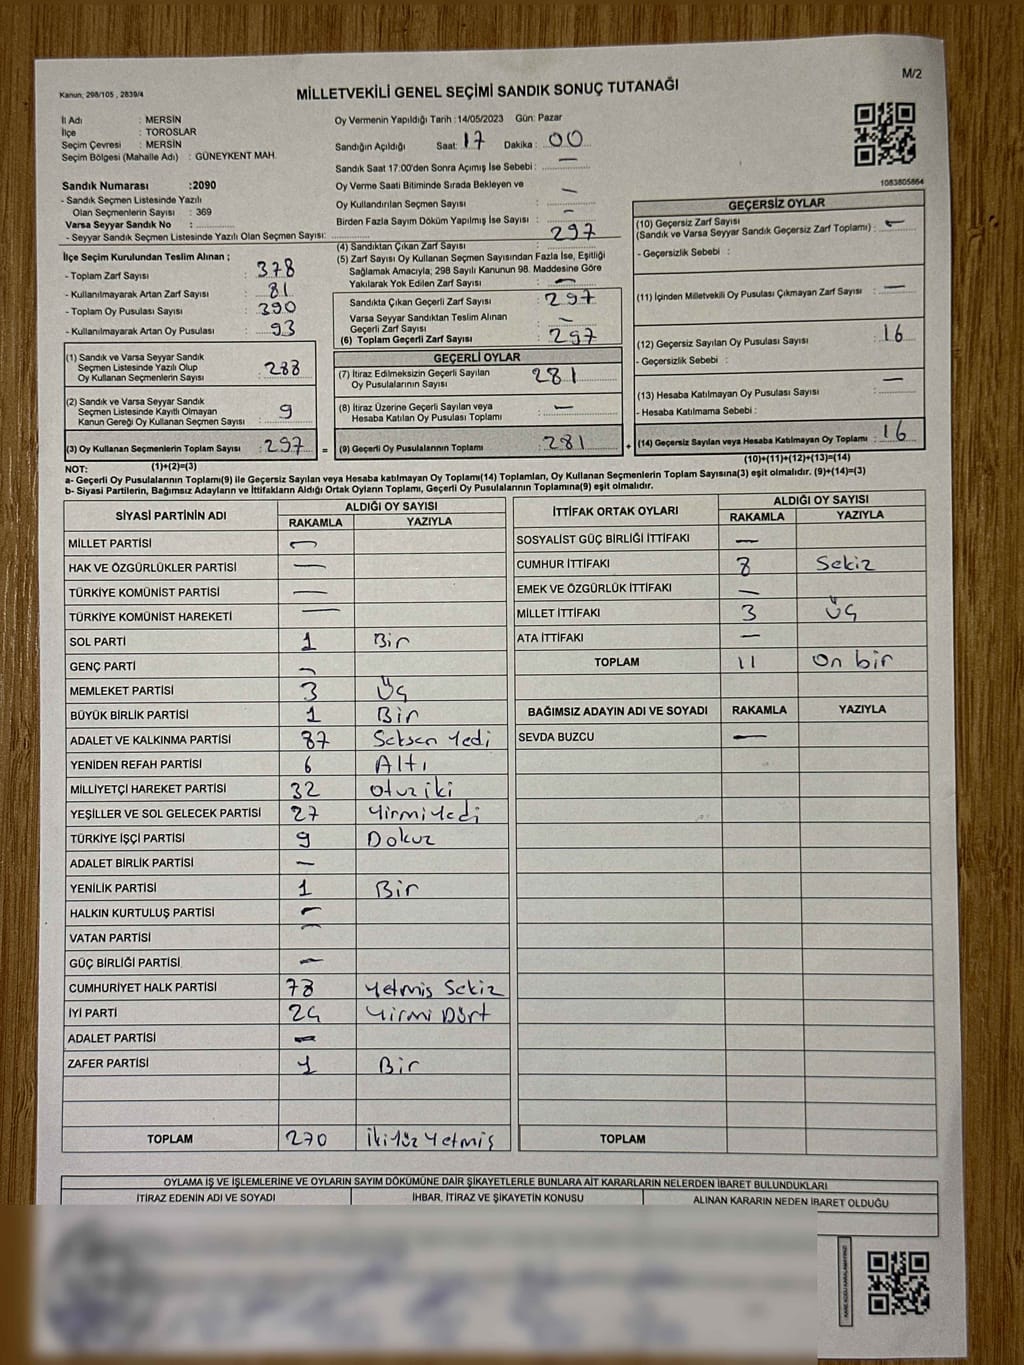 M/2
Kanun, 298/105 , 2839/4
MİLLETVEKİLİ GENEL SEÇİMİ SANDIK SONUÇ TUTANAĞI
İl Adı : MERSİN
İlçe : TOROSLAR
Seçim Çevresi : MERSİN
Seçim Bölgesi (Mahalle Adı) : GÜNEYKENT MAH.
Sandık Numarası :2090
- Sandık Seçmen Listesinde Yazılı
Olan Seçmenlerin Sayısı : 369
Varsa Seyyar Sandık No :
- Seyyar Sandık Seçmen Listesinde Yazılı Olan Seçmen Sayısı:
Oy Vermenin Yapıldığı Tarih :14/05/2023 Gün: Pazar
Sandığın Açıldığı Saat: 17 Dakika : 00
Sandık Saat 17:00'den Sonra Açımış İse Sebebi : —
Oy Verme Saati Bitiminde Sırada Bekleyen ve
Oy Kullandırılan Seçmen Sayısı : —
Birden Fazla Sayım Döküm Yapılmış İse Sayısı : —
1083805864
İlçe Seçim Kurulundan Teslim Alınan ;
- Toplam Zarf Sayısı : 378
- Kullanılmayarak Artan Zarf Sayısı : 81
- Toplam Oy Pusulası Sayısı : 390
- Kullanılmayarak Artan Oy Pusulası : 93
(1) Sandık ve Varsa Seyyar Sandık
Seçmen Listesinde Yazılı Olup
Oy Kullanan Seçmenlerin Sayısı : 288
(2) Sandık ve Varsa Seyyar Sandık
Seçmen Listesinde Kayıtlı Olmayan
Kanun Gereği Oy Kullanan Seçmen Sayısı : 9
(3) Oy Kullanan Seçmenlerin Toplam Sayısı : 297
(1)+(2)=(3)
(4) Sandıktan Çıkan Zarf Sayısı : 297
(5) Zarf Sayısı Oy Kullanan Seçmen Sayısından Fazla İse, Eşitliği
Sağlamak Amacıyla; 298 Sayılı Kanunun 98. Maddesine Göre
Yakılarak Yok Edilen Zarf Sayısı : —
Sandıkta Çıkan Geçerli Zarf Sayısı : 297
Varsa Seyyar Sandıktan Teslim Alınan
Geçerli Zarf Sayısı : —
(6) Toplam Geçerli Zarf Sayısı : 297
GEÇERLİ OYLAR
(7) İtiraz Edilmeksizin Geçerli Sayılan
Oy Pusulalarının Sayısı : 281
(8) İtiraz Üzerine Geçerli Sayılan veya
Hesaba Katılan Oy Pusulası Toplamı : —
= (9) Geçerli Oy Pusulalarının Toplamı : 281
GEÇERSİZ OYLAR
(10) Geçersiz Zarf Sayısı
(Sandık ve Varsa Seyyar Sandık Geçersiz Zarf Toplamı) : —
- Geçersizlik Sebebi :
(11) İçinden Milletvekili Oy Pusulası Çıkmayan Zarf Sayısı : —
(12) Geçersiz Sayılan Oy Pusulası Sayısı : 16
- Geçersizlik Sebebi :
(13) Hesaba Katılmayan Oy Pusulası Sayısı : —
- Hesaba Katılmama Sebebi :
+ (14) Geçersiz Sayılan veya Hesaba Katılmayan Oy Toplamı : 16
(10)+(11)+(12)+(13)=(14)
NOT:
a- Geçerli Oy Pusulalarının Toplamı(9) ile Geçersiz Sayılan veya Hesaba Katılmayan Oy Toplamı(14) Toplamları, Oy Kullanan Seçmenlerin Toplam Sayısına(3) eşit olmalıdır. (9)+(14)=(3)
b- Siyasi Partilerin, Bağımsız Adayların ve İttifakların Aldığı Ortak Oyların Toplamı, Geçerli Oy Pusulalarının Toplamına(9) eşit olmalıdır.
SİYASİ PARTİNİN ADI ALDIĞI OY SAYISI
RAKAMLA YAZIYLA
MİLLET PARTİSİ —
HAK VE ÖZGÜRLÜKLER PARTİSİ —
TÜRKİYE KOMÜNİST PARTİSİ —
TÜRKİYE KOMÜNİST HAREKETİ —
SOL PARTİ 1 Bir
GENÇ PARTİ —
MEMLEKET PARTİSİ 3 Üç
BÜYÜK BİRLİK PARTİSİ 1 Bir
ADALET VE KALKINMA PARTİSİ 87 Seksen Yedi
YENİDEN REFAH PARTİSİ 6 Altı
MİLLİYETÇİ HAREKET PARTİSİ 32 otuz iki
YEŞİLLER VE SOL GELECEK PARTİSİ 27 Yirmi Yedi
TÜRKİYE İŞÇİ PARTİSİ 9 Dokuz
ADALET BİRLİK PARTİSİ —
YENİLİK PARTİSİ 1 Bir
HALKIN KURTULUŞ PARTİSİ —
VATAN PARTİSİ —
GÜÇ BİRLİĞİ PARTİSİ —
CUMHURİYET HALK PARTİSİ 78 Yetmiş Sekiz
İYİ PARTİ 24 Yirmi Dört
ADALET PARTİSİ —
ZAFER PARTİSİ 1 Bir
TOPLAM 270 İki Yüz Yetmiş
İTTİFAK ORTAK OYLARI ALDIĞI OY SAYISI
RAKAMLA YAZIYLA
SOSYALİST GÜÇ BİRLİĞİ İTTİFAKI —
CUMHUR İTTİFAKI 8 Sekiz
EMEK VE ÖZGÜRLÜK İTTİFAKI —
MİLLET İTTİFAKI 3 Üç
ATA İTTİFAKI —
TOPLAM 11 On bir
BAĞIMSIZ ADAYIN ADI VE SOYADI RAKAMLA YAZIYLA
SEVDA BUZCU —
TOPLAM
OYLAMA İŞ VE İŞLEMLERİNE VE OYLARIN SAYIM DÖKÜMÜNE DAİR ŞİKAYETLERLE BUNLARA AİT KARARLARIN NELERDEN İBARET BULUNDUKLARI
İTİRAZ EDENİN ADI VE SOYADI İHBAR, İTİRAZ VE ŞİKAYETİN KONUSU ALINAN KARARIN NEDEN İBARET OLDUĞU